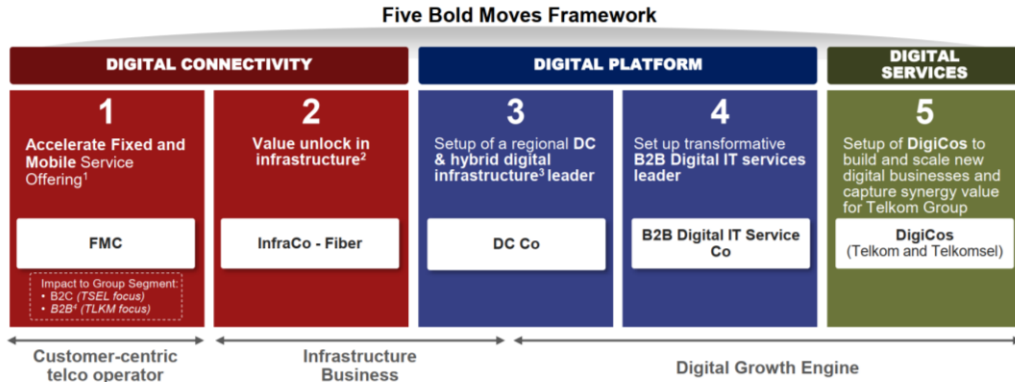 Five Bold Moves Framework
DIGITAL CONNECTIVITY
DIGITAL PLATFORM
DIGITAL
SERVICES
1
Accelerate Fixed and
Mobile Service
Offering¹
FMC
Impact to Group Segment:
• B2C (TSEL focus)
• B2B⁴ (TLKM focus)
2
Value unlock in
infrastructure²
InfraCo - Fiber
3
Setup of a regional DC
& hybrid digital
infrastructure³ leader
DC Co
4
Set up transformative
B2B Digital IT services
leader
B2B Digital IT Service
Co
5
Setup of DigiCos to
build and scale new
digital businesses and
capture synergy value
for Telkom Group
DigiCos
(Telkom and Telkomsel)
Customer-centric
telco operator
Infrastructure
Business
Digital Growth Engine